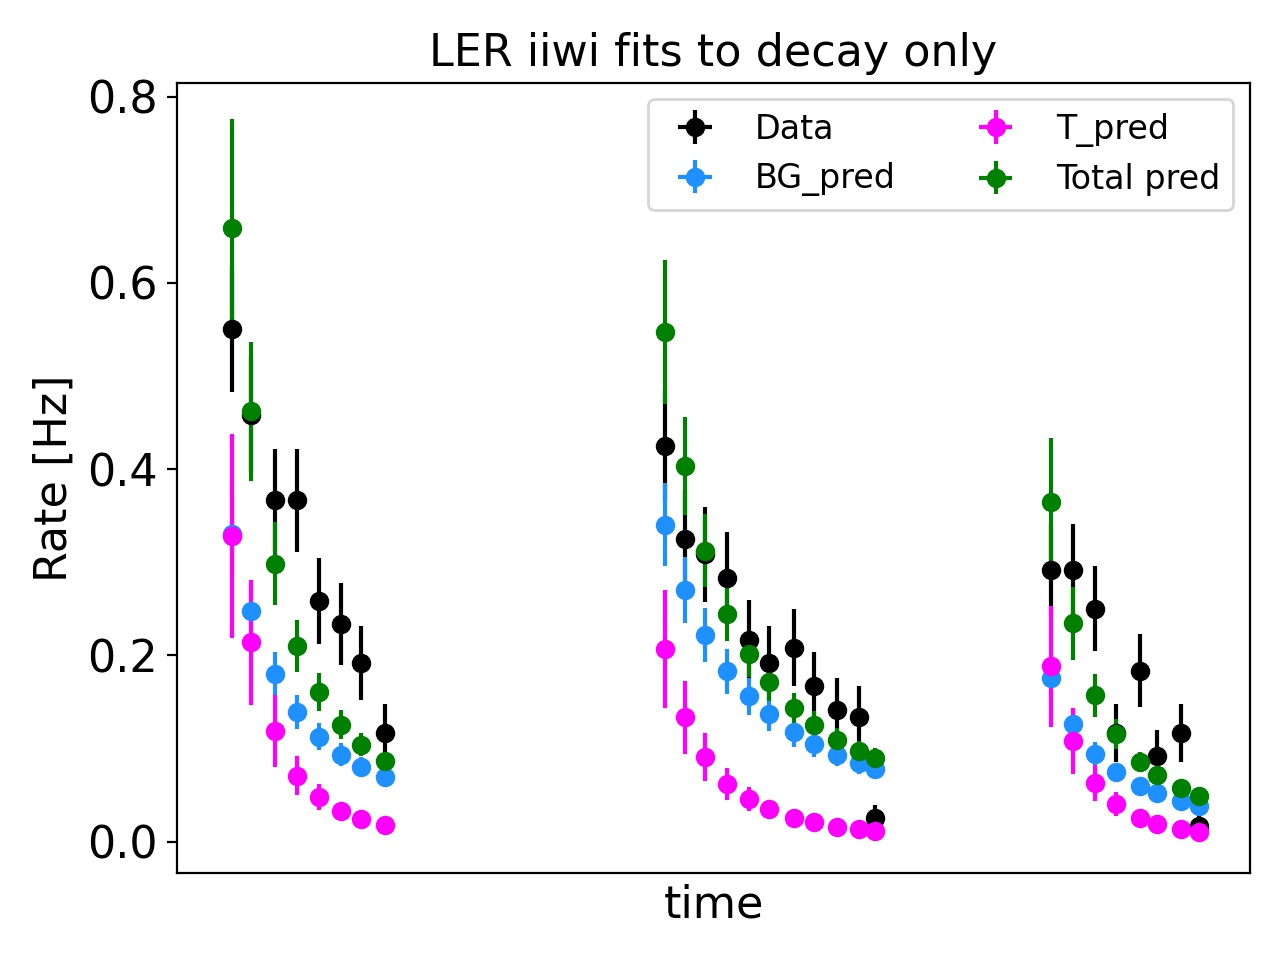 LER iiwi fits to decay only
0.8
0.6
0.4
0.2
0.0
Rate [Hz]
Data
BG_pred
T_pred
Total pred
time